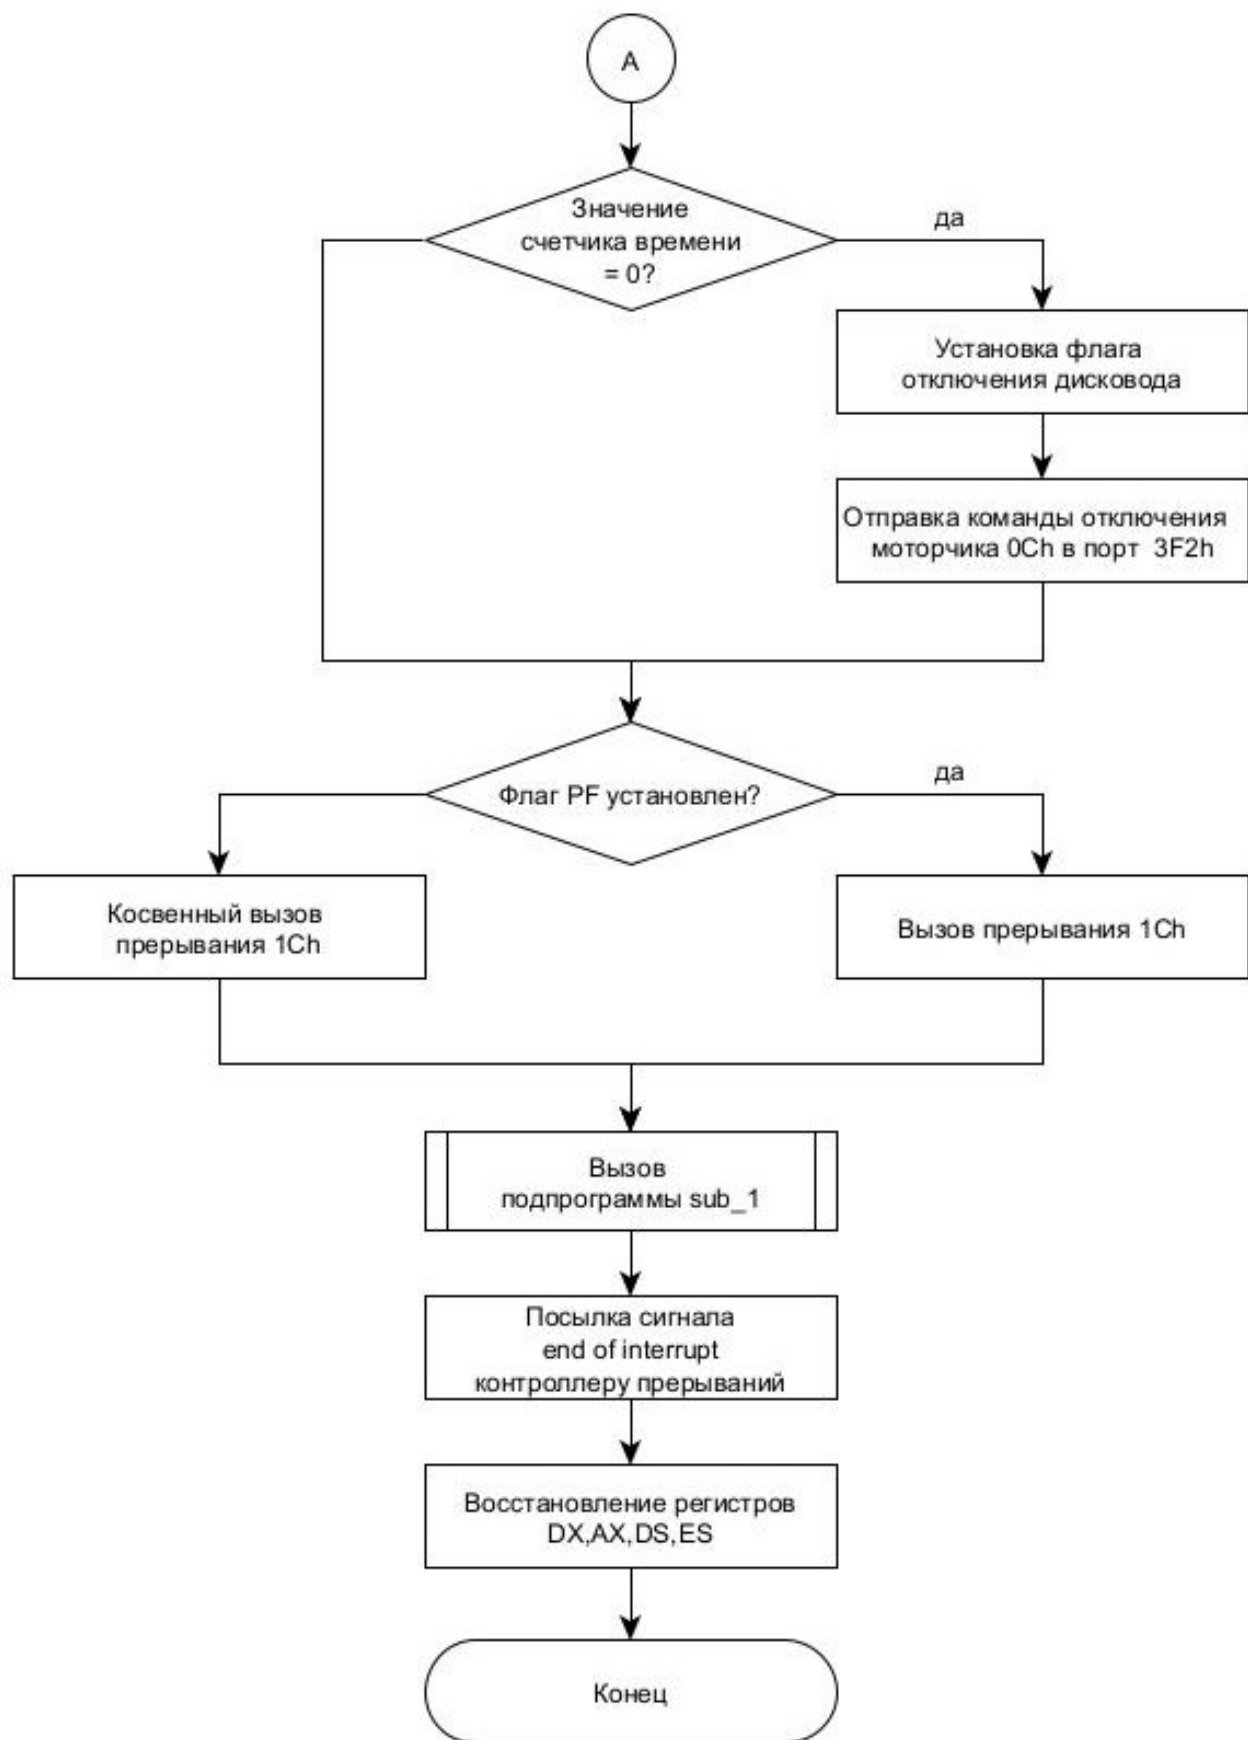 A
Значение
счетчика времени
= 0?
да
Установка флага
отключения дисковода
Отправка команды отключения
моторчика 0Ch в порт 3F2h
Флаг PF установлен?
да
Косвенный вызов
прерывания 1Ch
Вызов прерывания 1Ch
Вызов
подпрограммы sub_1
Посылка сигнала
end of interrupt
контроллеру прерываний
Восстановление регистров
DX,AX,DS,ES
Конец